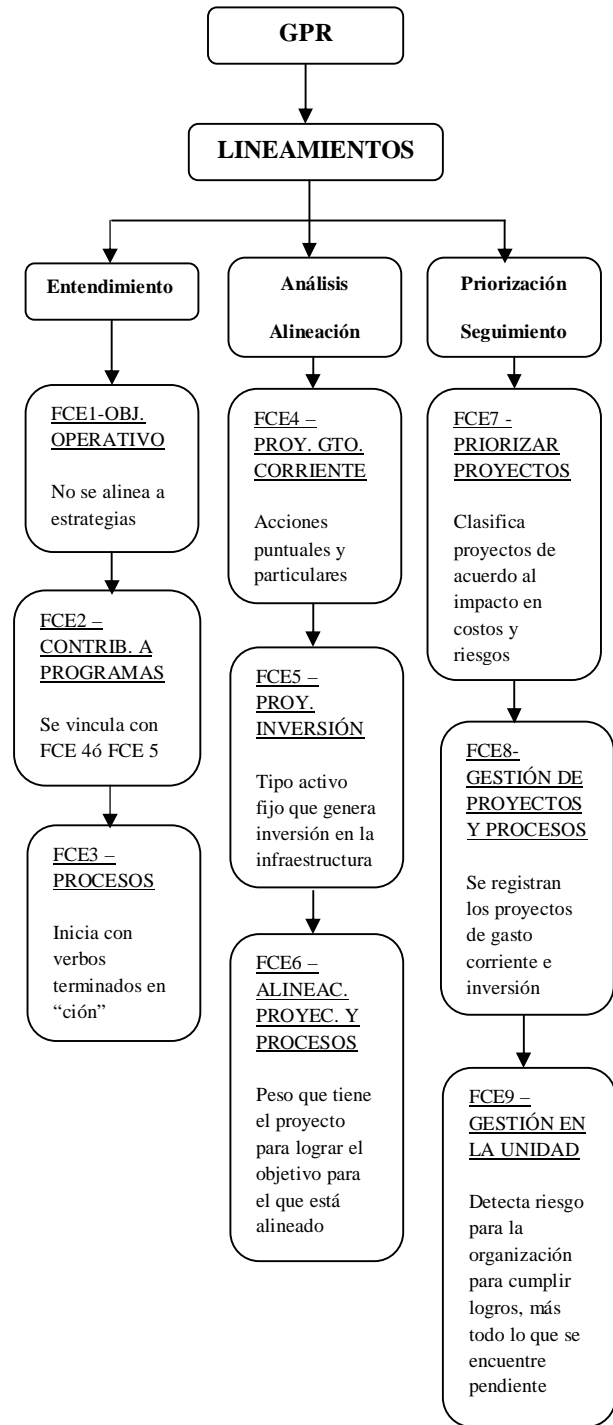 GPR
LINEAMIENTOS
Entendimiento
FCE1-OBJ.
OPERATIVO
No se alinea a
estrategias
FCE2 –
CONTRIB. A
PROGRAMAS
Se vincula con
FCE 4ó FCE 5
FCE3 –
PROCESOS
Inicia con
verbos
terminados en
“ción”
Análisis
Alineación
FCE4 –
PROY. GTO.
CORRIENTE
Acciones
puntuales y
particulares
FCE5 –
PROY.
INVERSIÓN
Tipo activo
fijo que genera
inversión en la
infraestructura
FCE6 –
ALINEAC.
PROYEC. Y
PROCESOS
Peso que tiene
el proyecto
para lograr el
objetivo para
el que está
alineado
Priorización
Seguimiento
FCE7 -
PRIORIZAR
PROYECTOS
Clasifica
proyectos de
acuerdo al
impacto en
costos y
riesgos
FCE8-
GESTIÓN DE
PROYECTOS
Y PROCESOS
Se registran
los proyectos
de gasto
corriente e
inversión
FCE9 –
GESTIÓN EN
LA UNIDAD
Detecta riesgo
para la
organización
para cumplir
logros, más
todo lo que se
encuentre
pendiente